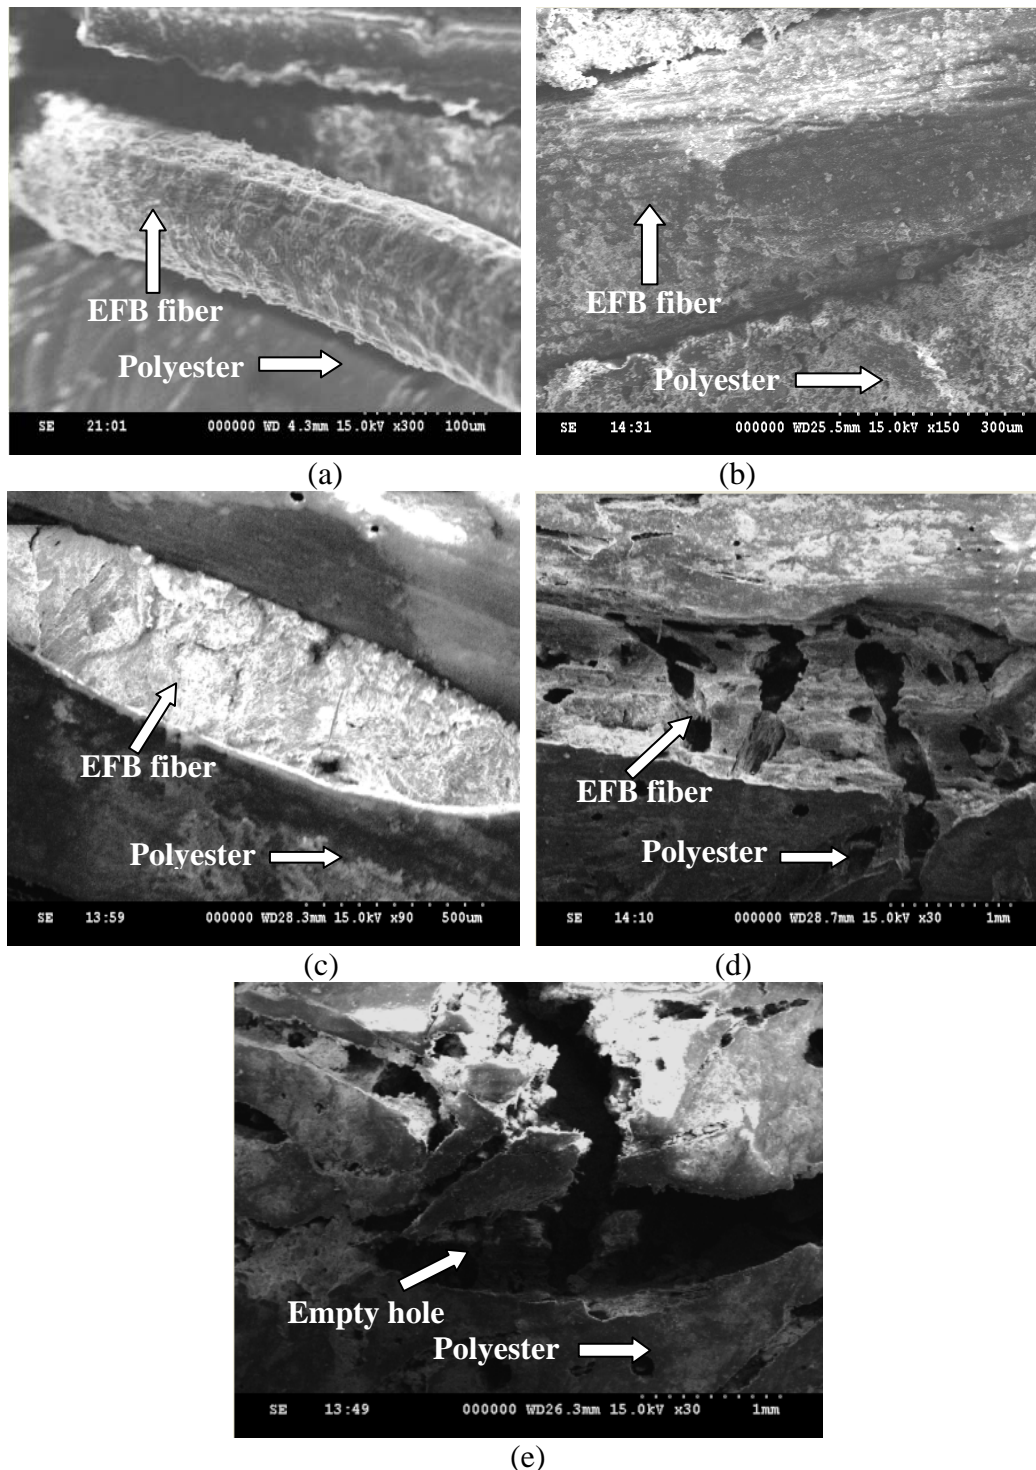 EFB fiber
Polyester
SE 21:01 000000 WD 4.3mm 15.0kV x300 100um
(a)
EFB fiber
Polyester
SE 14:31 000000 WD25.5mm 15.0kV x150 300um
(b)
EFB fiber
Polyester
SE 13:59 000000 WD28.3mm 15.0kV x90 500um
(c)
EFB fiber
Polyester
SE 14:10 000000 WD28.7mm 15.0kV x30 1mm
(d)
Empty hole
Polyester
SE 13:49 000000 WD26.3mm 15.0kV x30 1mm
(e)